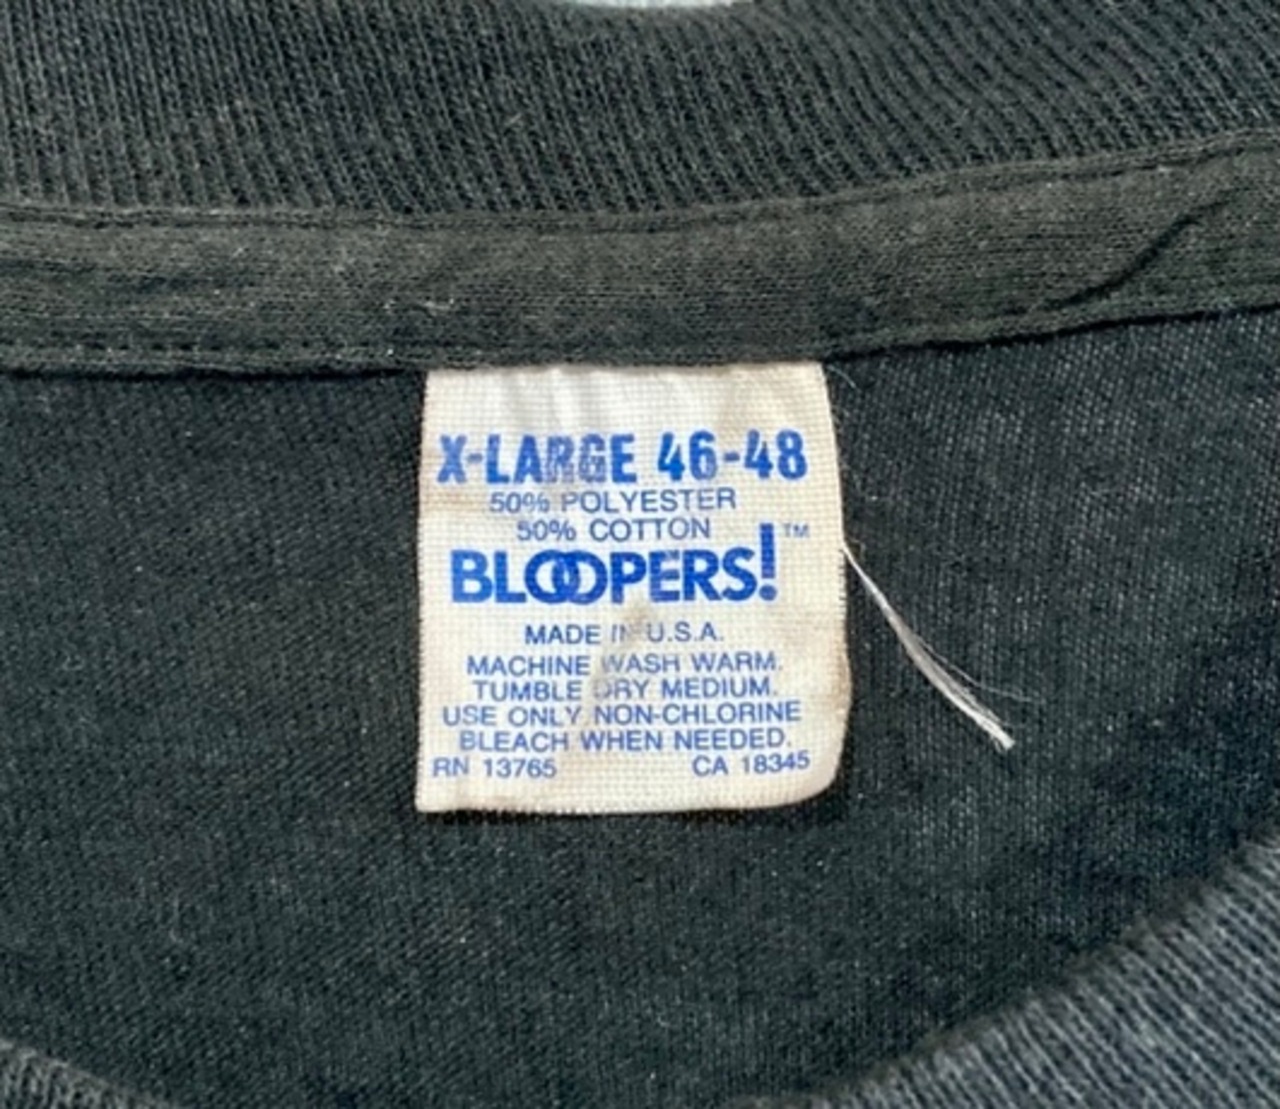 X-LARGE 46-48
50% POLYESTER
50% COTTON
BLOOPERS!™
MADE IN U.S.A.
MACHINE WASH WARM.
TUMBLE DRY MEDIUM.
USE ONLY NON-CHLORINE
BLEACH WHEN NEEDED.
RN 13765 CA 18345